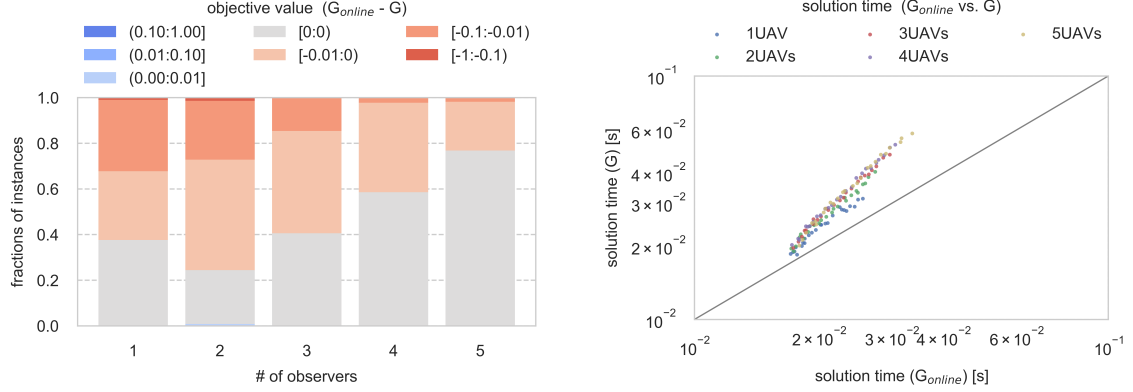 objective value (G_online - G)
(0.10:1.00]
[0:0)
[-0.1:-0.01)
(0.01:0.10]
[-0.01:0)
[-1:-0.1)
(0.00:0.01]
fractions of instances
1.0
0.8
0.6
0.4
0.2
0.0
1 2 3 4 5
# of observers
solution time (G_online vs. G)
1UAV
3UAVs
5UAVs
2UAVs
4UAVs
solution time (G) [s]
10⁻¹
6 × 10⁻²
4 × 10⁻²
3 × 10⁻²
2 × 10⁻²
10⁻²
10⁻² 2 × 10⁻² 3 × 10⁻² 4 × 10⁻² 6 × 10⁻² 10⁻¹
solution time (G_online) [s]